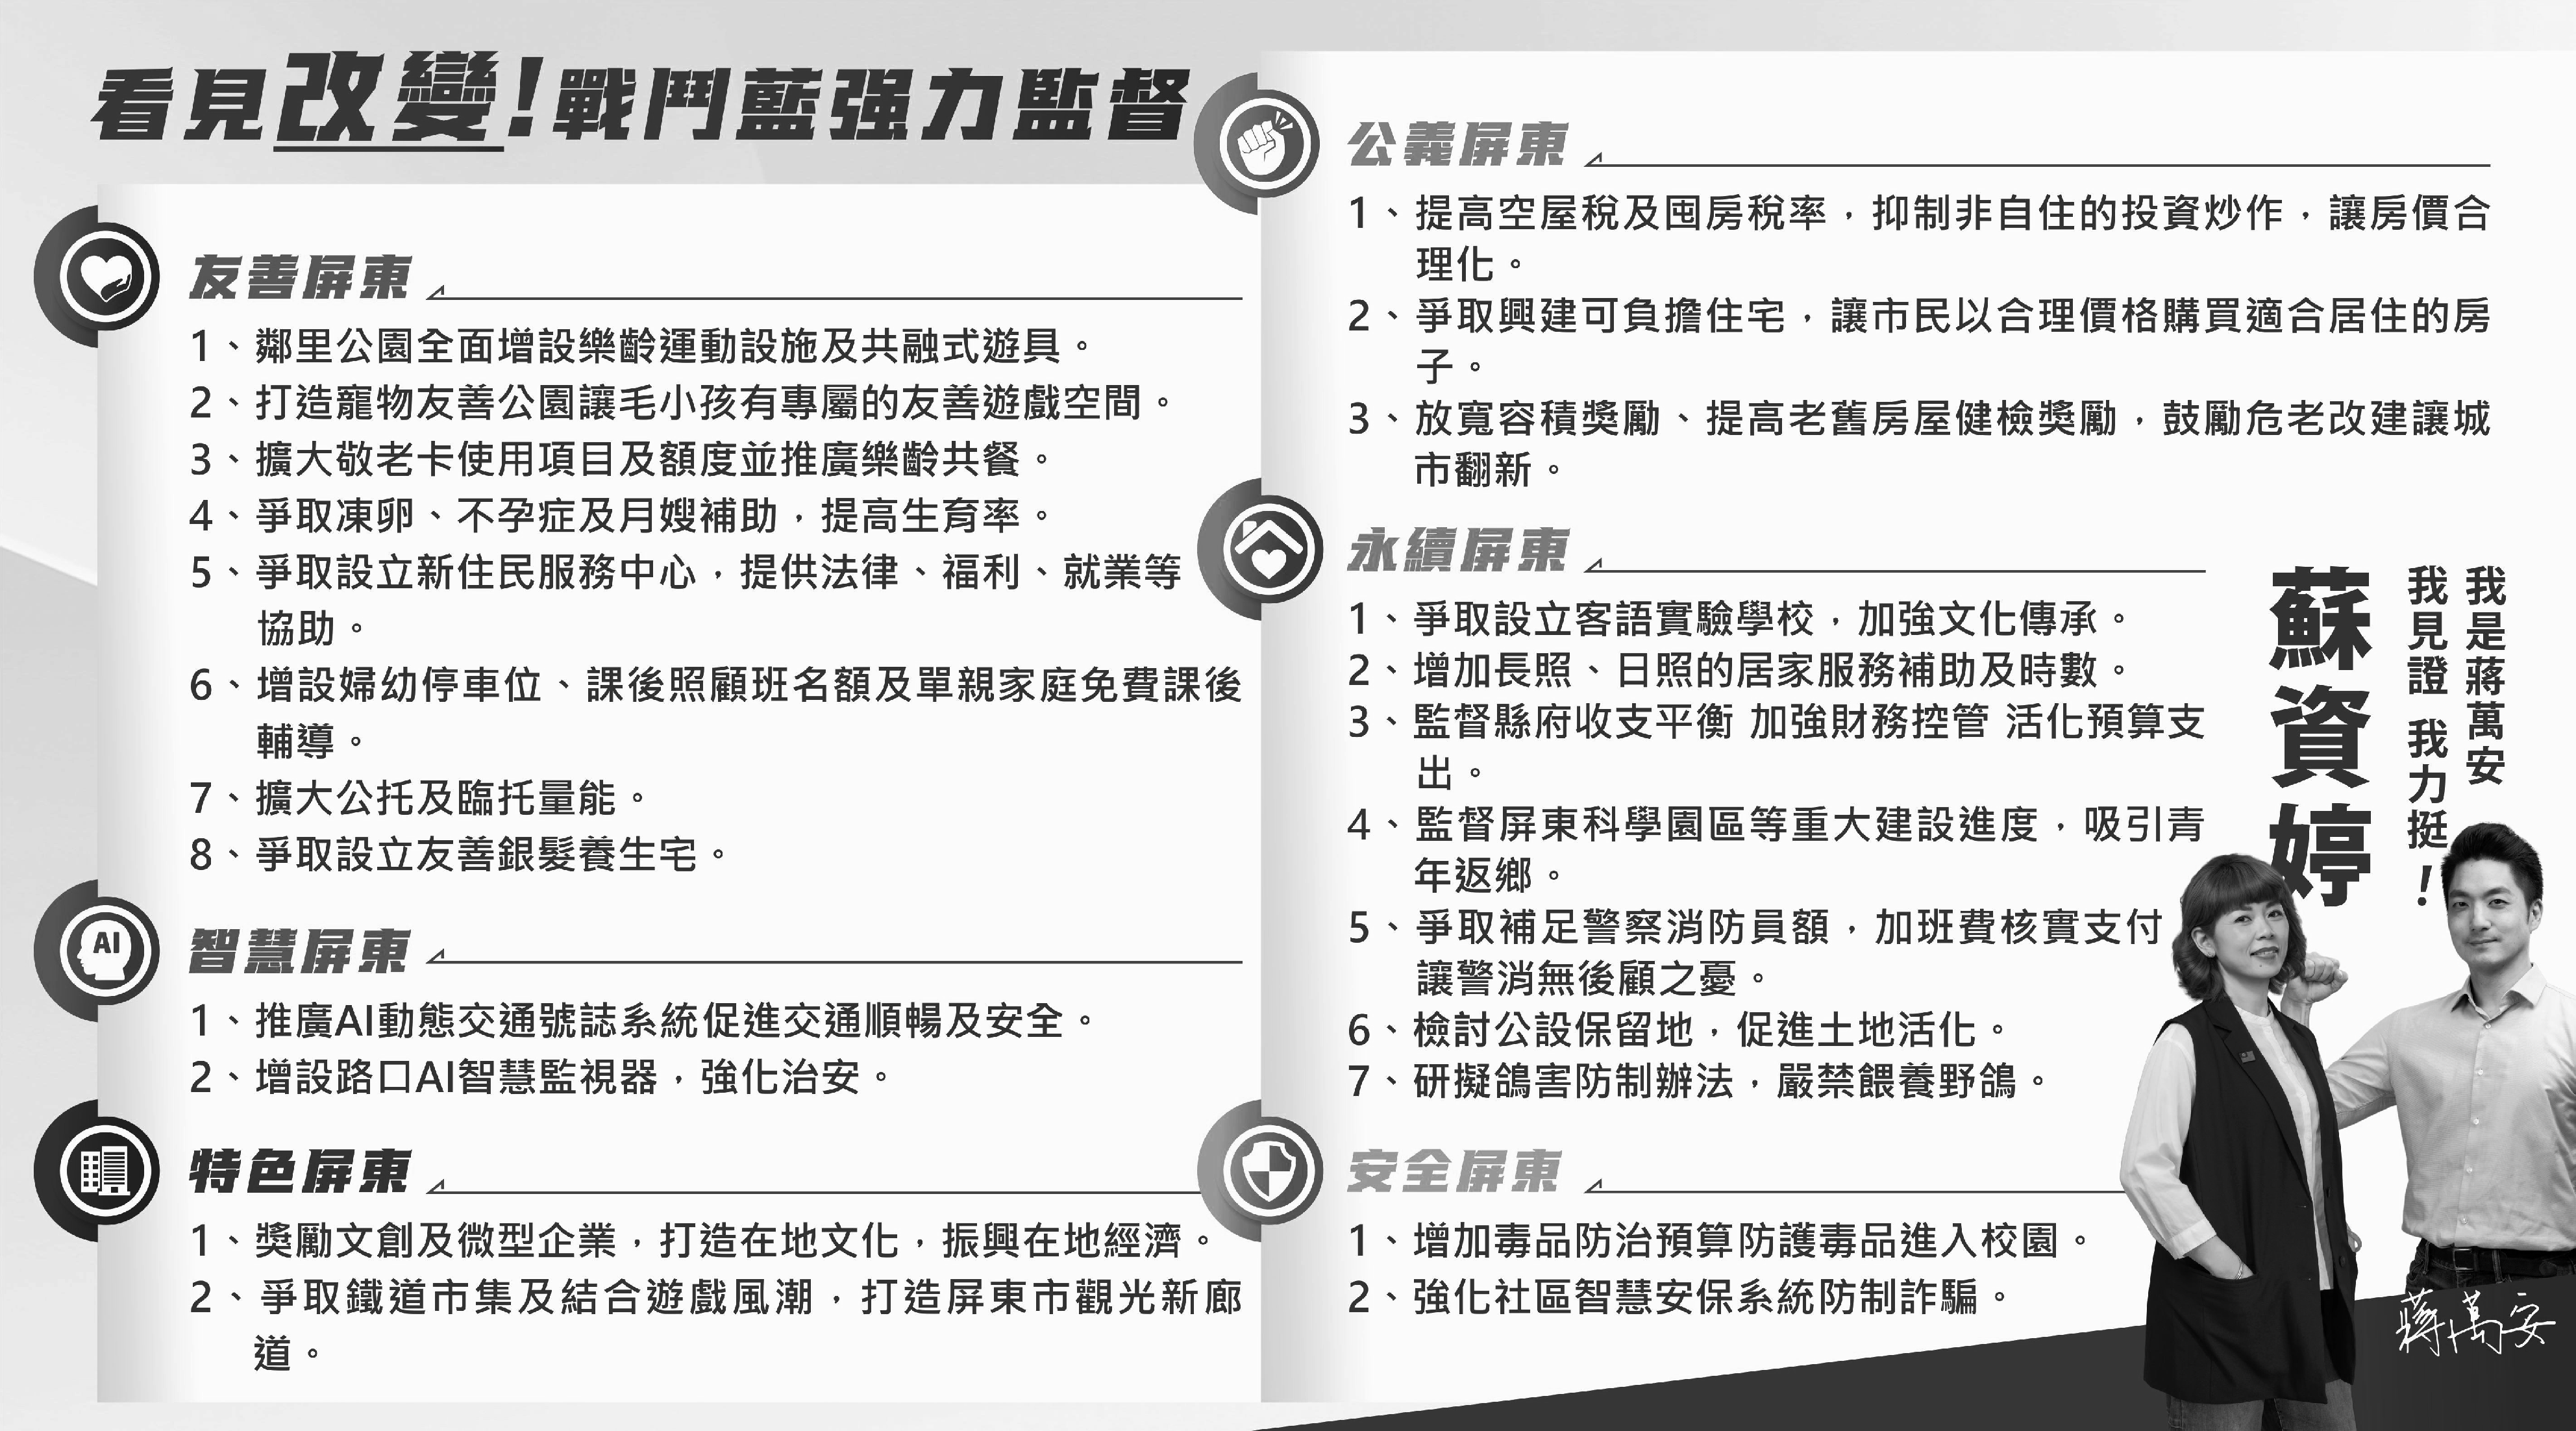 看見改變!戰鬥藍强力監督
友善屏東
1、鄰里公園全面增設樂齡運動設施及共融式遊具。
2、打造寵物友善公園讓毛小孩有專屬的友善遊戲空間。
3、擴大敬老卡使用項目及額度並推廣樂齡共餐。
4、爭取凍卵、不孕症及月嫂補助，提高生育率。
5、爭取設立新住民服務中心，提供法律、福利、就業等
協助。
6、增設婦幼停車位、課後照顧班名額及單親家庭免費課後
輔導。
7、擴大公托及臨托量能。
8、爭取設立友善銀髮養生宅。
AI
智慧屏東
1、推廣AI動態交通號誌系統促進交通順暢及安全。
2、增設路口AI智慧監視器，強化治安。
特色屏東
1、獎勵文創及微型企業，打造在地文化，振興在地經濟。
2、爭取鐵道市集及結合遊戲風潮，打造屏東市觀光新廊
道。
公義屏東
1、提高空屋稅及囤房稅率，抑制非自住的投資炒作，讓房價合
理化。
2、爭取興建可負擔住宅，讓市民以合理價格購買適合居住的房
子。
3、放寬容積獎勵、提高老舊房屋健檢獎勵，鼓勵危老改建讓城
市翻新。
永續屏東
1、爭取設立客語實驗學校，加強文化傳承。
2、增加長照、日照的居家服務補助及時數。
3、監督縣府收支平衡 加強財務控管 活化預算支
出。
4、監督屏東科學園區等重大建設進度，吸引青
年返鄉。
5、爭取補足警察消防員額，加班費核實支付
讓警消無後顧之憂。
6、檢討公設保留地，促進土地活化。
7、研擬鴿害防制辦法，嚴禁餵養野鴿。
安全屏東
1、增加毒品防治預算防護毒品進入校園。
2、強化社區智慧安保系統防制詐騙。
我是蔣萬安
我見證 我力挺！
蘇資婷
蔣萬安